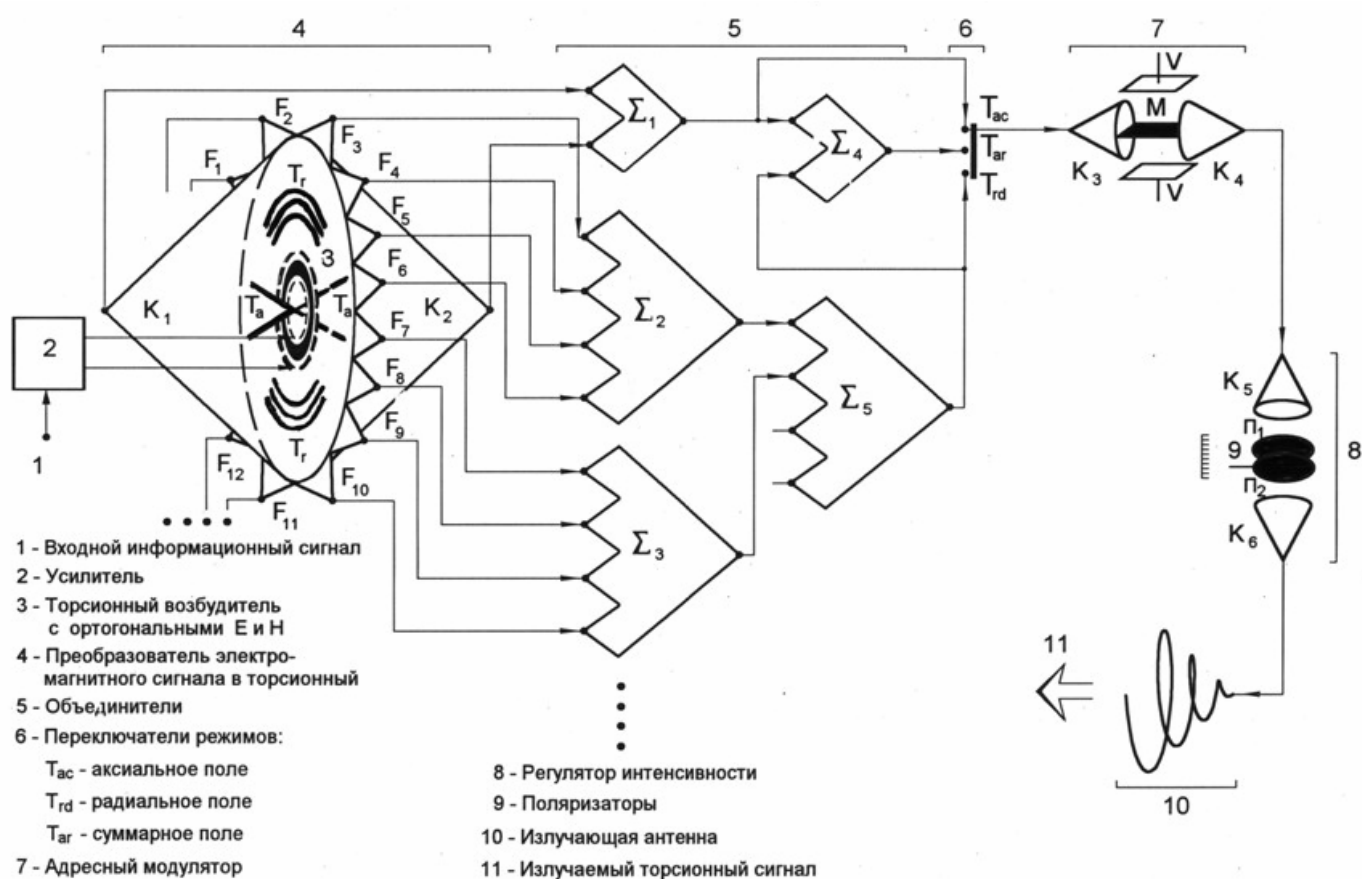 4
5
6
7
F₂
F₃
F₁
F₄
F₅
F₆
F₇
F₈
F₉
F₁₀
F₁₁
F₁₂
Tᵣ
3
K₁
Tₐ
Tₐ
K₂
Tᵣ
2
1
Σ₁
Σ₂
Σ₃
Σ₄
Σ₅
Tac
Tar
Trd
V
M
K₃
K₄
V
K₅
П₁
9
П₂
K₆
8
11
10
1 - Входной информационный сигнал
2 - Усилитель
3 - Торсионный возбудитель
с ортогональными E и H
4 - Преобразователь электро-
магнитного сигнала в торсионный
5 - Объединители
6 - Переключатели режимов:
Tac - аксиальное поле
Trd - радиальное поле
Tar - суммарное поле
7 - Адресный модулятор
8 - Регулятор интенсивности
9 - Поляризаторы
10 - Излучающая антенна
11 - Излучаемый торсионный сигнал